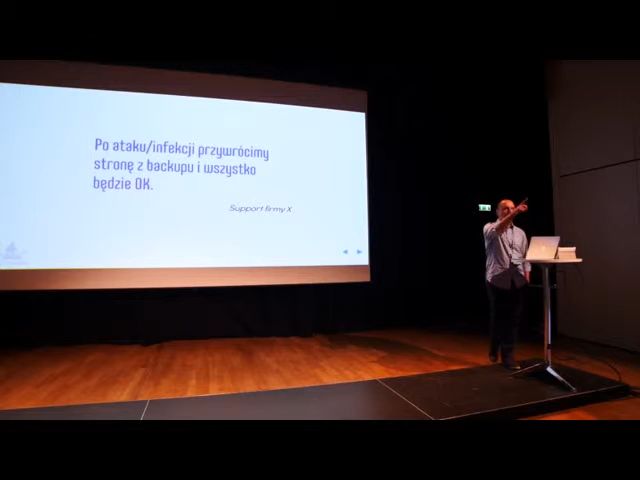 Po ataku/infekcji przywrócimy
stronę z backupu i wszystko
będzie OK.
Support firmy X